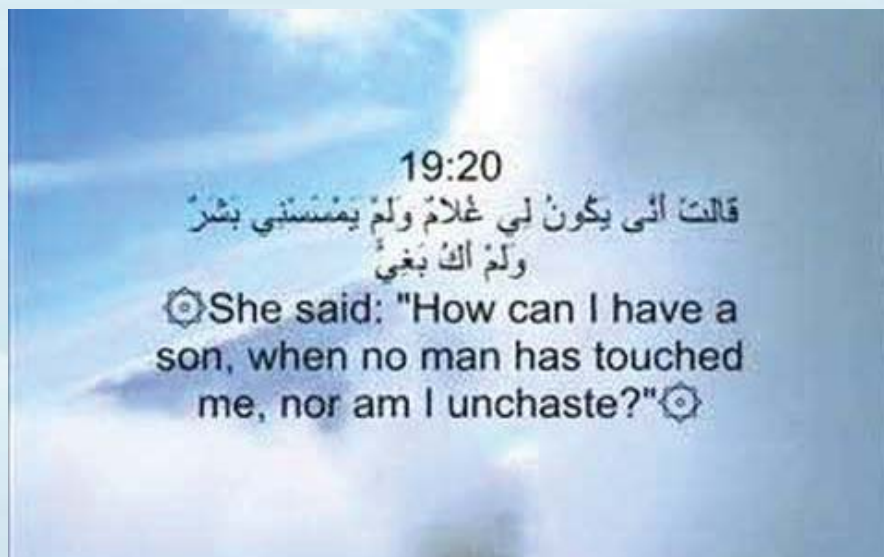 19:20
قَالَتْ أَنَّى يَكُونُ لِي غُلَامٌ وَلَمْ يَمْسَسْنِي بَشَرٌ
وَلَمْ أَكُ بَغِيٌّ
۞She said: "How can I have a
son, when no man has touched
me, nor am I unchaste?"۞